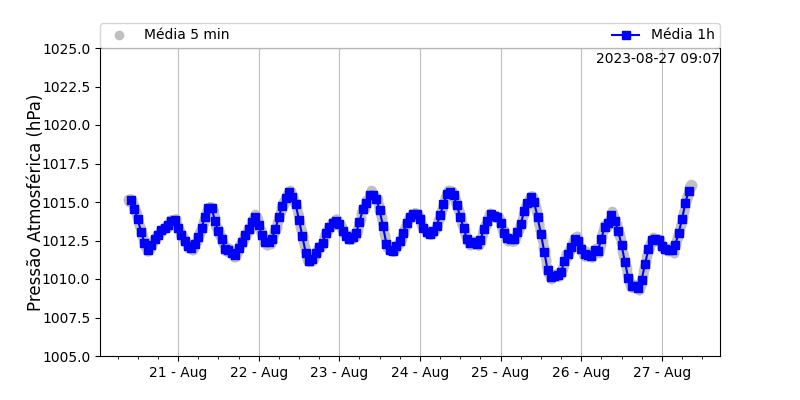 Média 5 min
Média 1h
2023-08-27 09:07
Pressão Atmosférica (hPa)
1025.0
1022.5
1020.0
1017.5
1015.0
1012.5
1010.0
1007.5
1005.0
21 - Aug
22 - Aug
23 - Aug
24 - Aug
25 - Aug
26 - Aug
27 - Aug